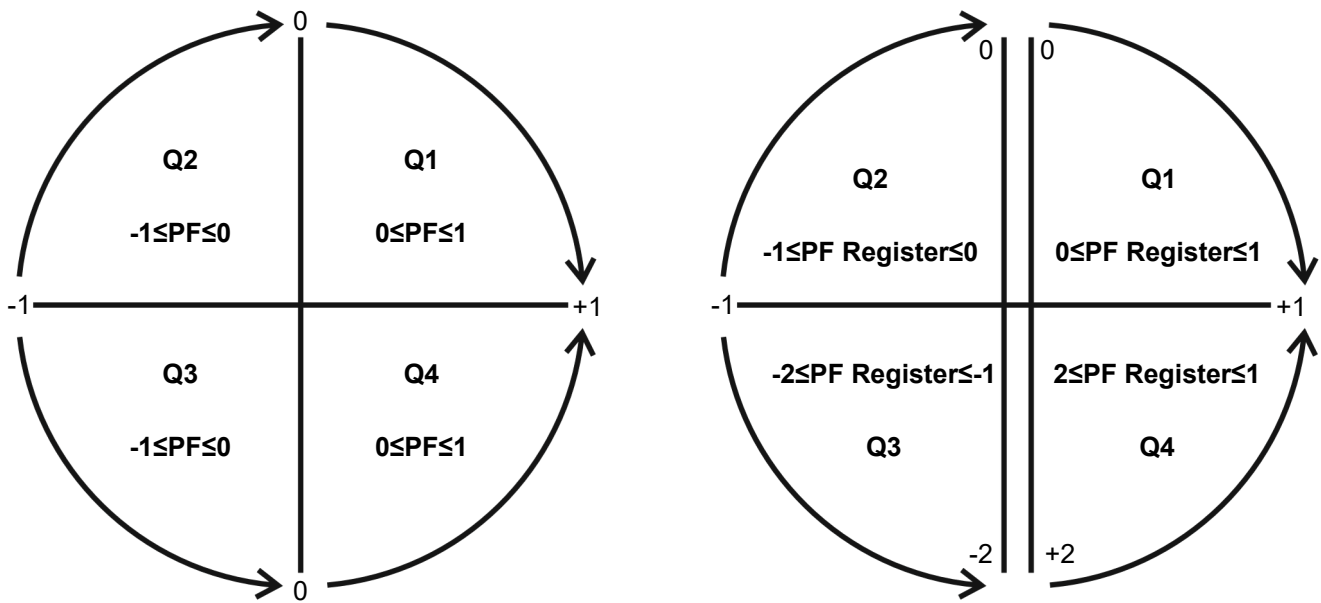 0
Q2
Q1
-1≤PF≤0
0≤PF≤1
-1
+1
Q3
Q4
-1≤PF≤0
0≤PF≤1
0
0
0
Q2
Q1
-1≤PF Register≤0
0≤PF Register≤1
-1
+1
-2≤PF Register≤-1
2≤PF Register≤1
Q3
Q4
-2
+2